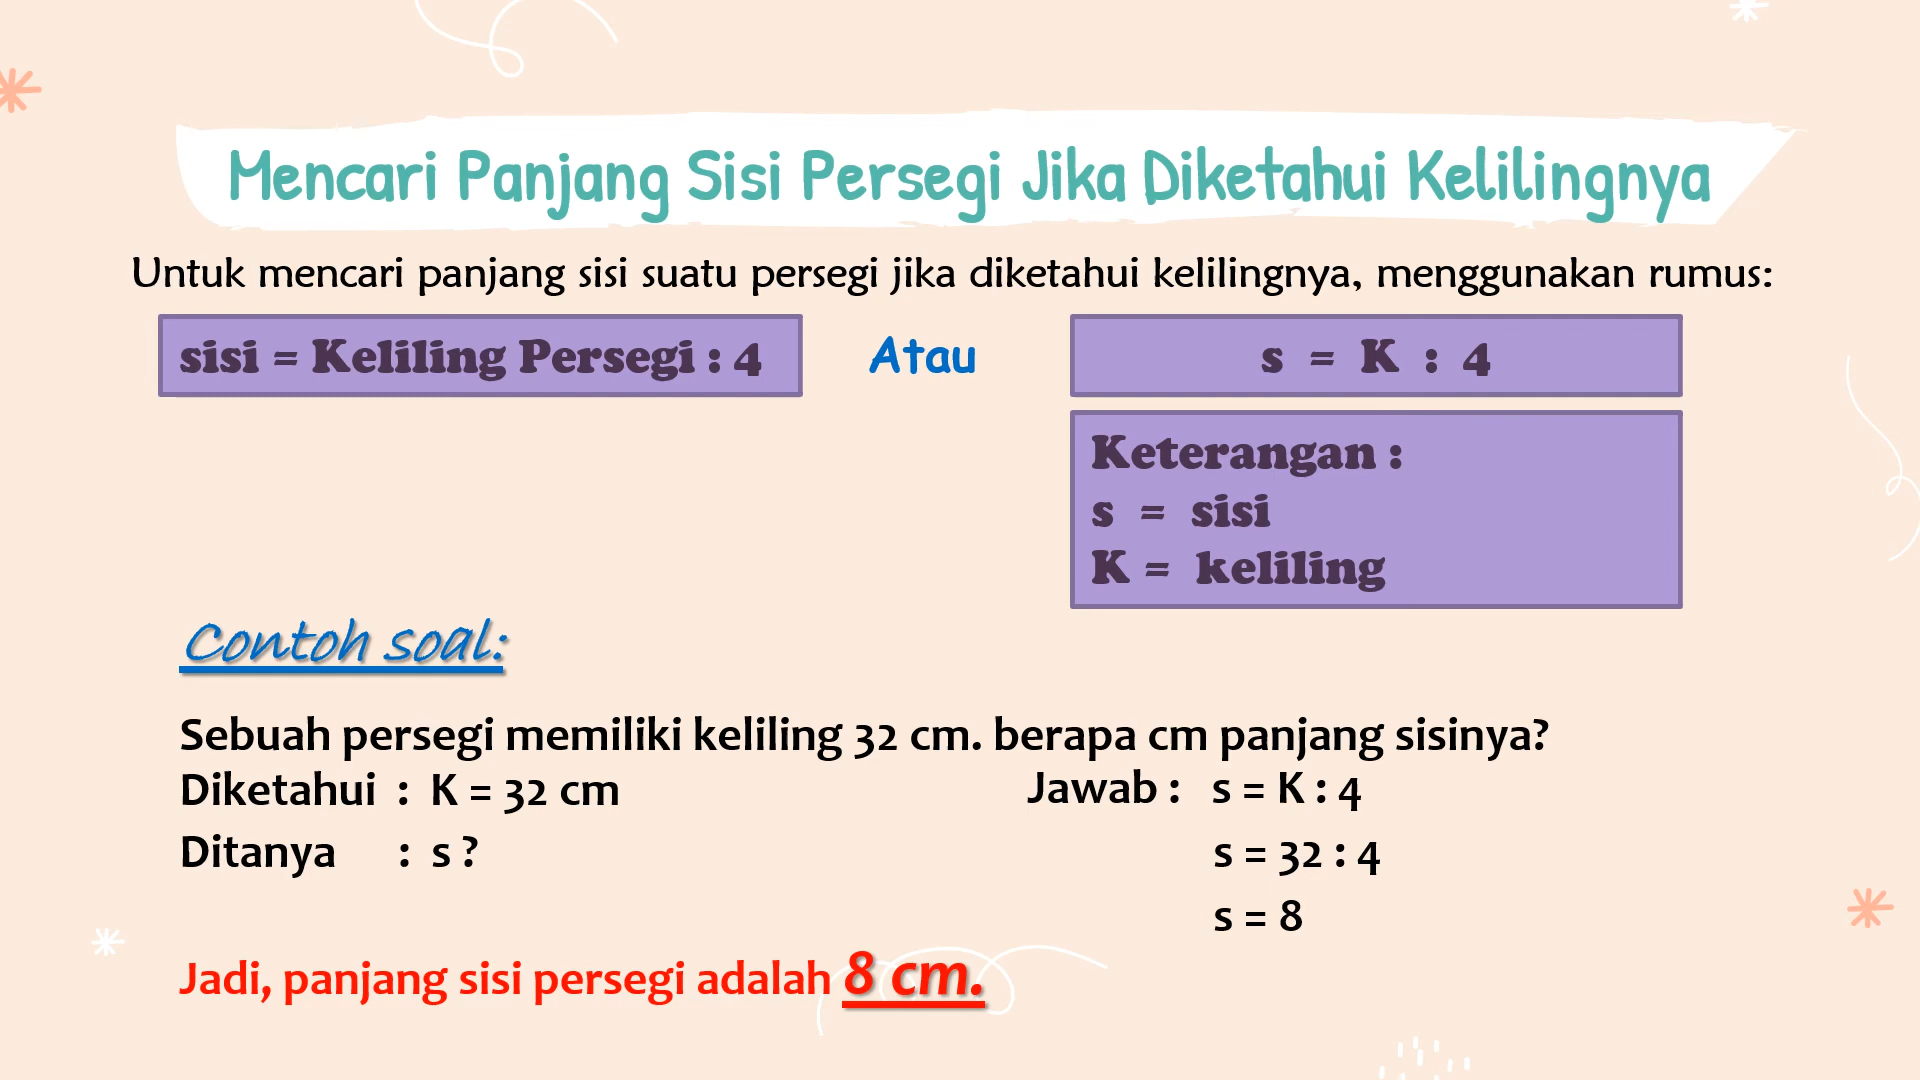 Mencari Panjang Sisi Persegi Jika Diketahui Kelilingnya
Untuk mencari panjang sisi suatu persegi jika diketahui kelilingnya, menggunakan rumus:
sisi = Keliling Persegi : 4
Atau
s = K : 4
Keterangan :
s = sisi
K = keliling
Contoh soal:
Sebuah persegi memiliki keliling 32 cm. berapa cm panjang sisinya?
Diketahui : K = 32 cm
Ditanya : s ?
Jawab : s = K : 4
s = 32 : 4
s = 8
Jadi, panjang sisi persegi adalah 8 cm.